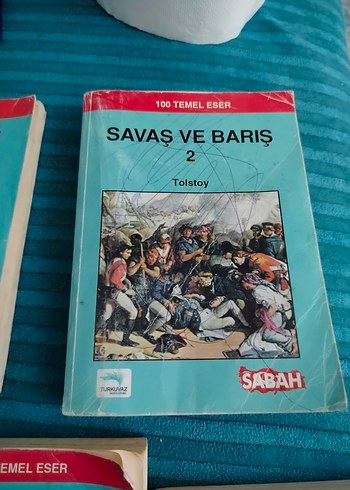 100 TEMEL ESER
SAVAŞ VE BARIŞ
2
Tolstoy
TURKUVAZ
SABAH
TEMEL ESER